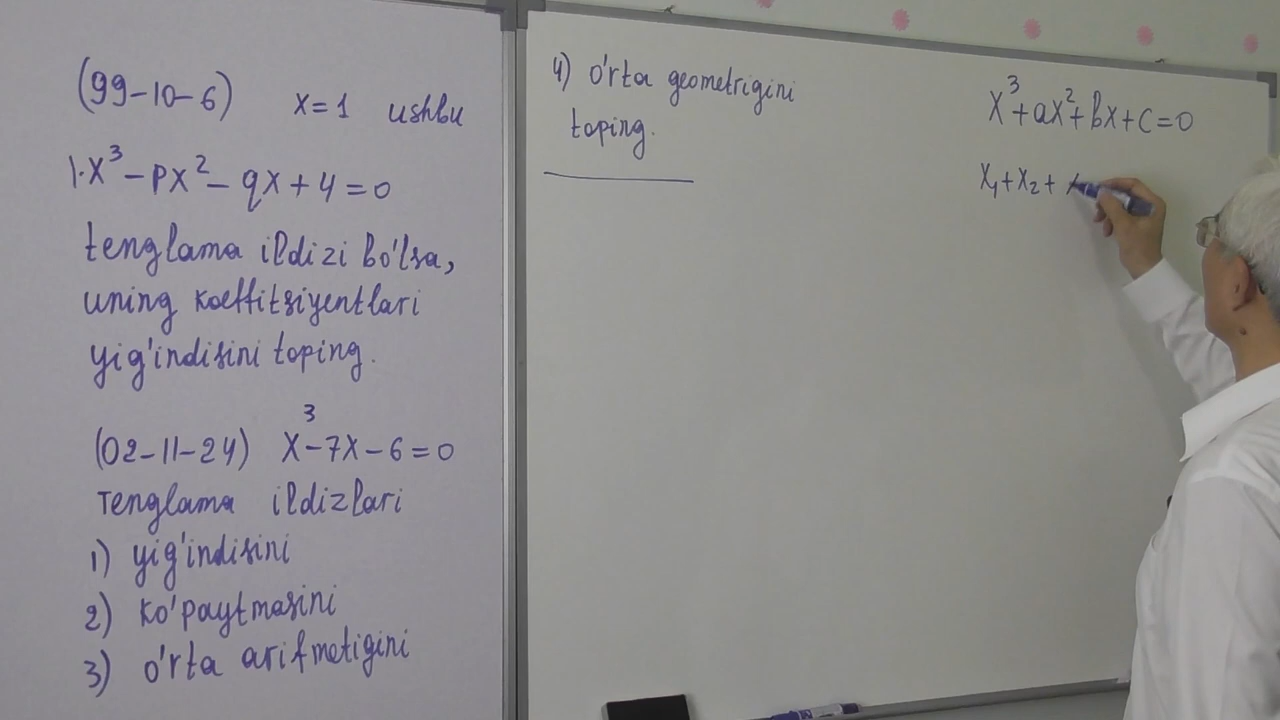 (99-10-6) x=1 ushbu
1·x³-px²-qx+4=0
tenglama ildizi bo'lsa,
uning koeffitsiyentlari
yig'indisini toping.
(02-11-24) x³-7x-6=0
Tenglama ildizlari
1) yig'indisini
2) ko'paytmasini
3) o'rta arifmetigini
4) o'rta geometrigini
toping.
x³+ax²+bx+c=0
x₁+x₂+